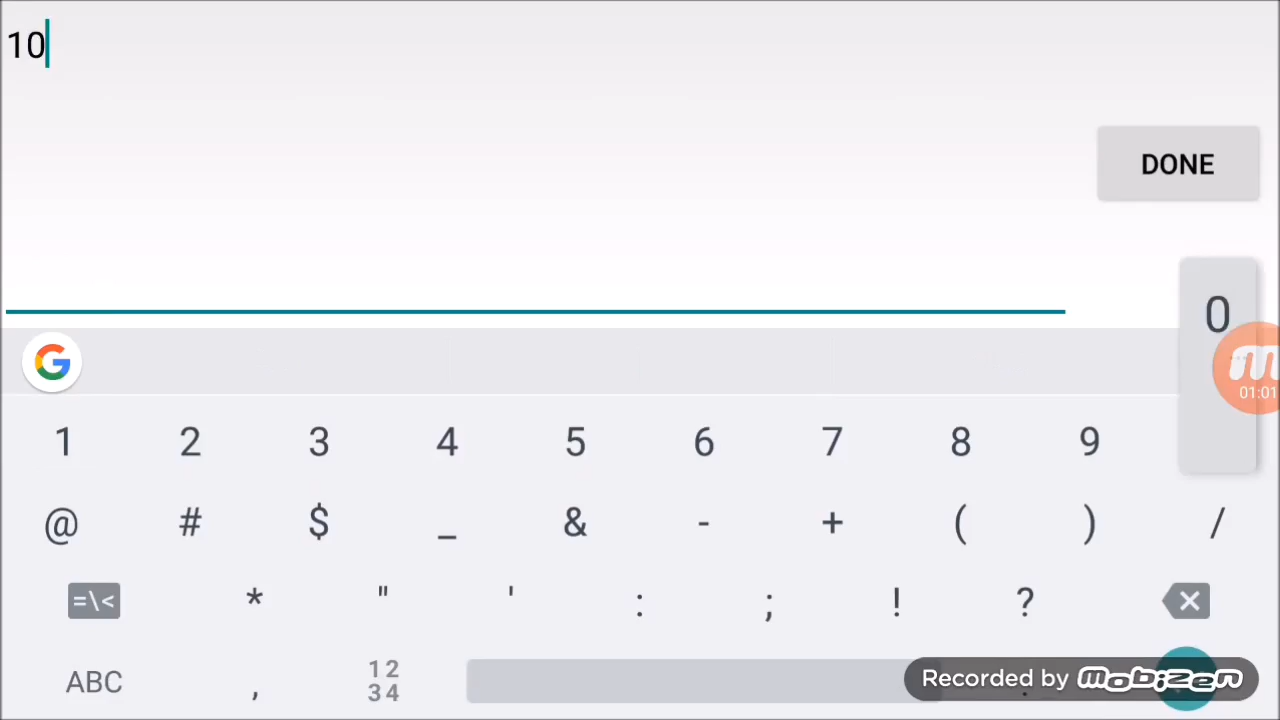 10
DONE
0
G
01:01
1 2 3 4 5 6 7 8 9
@ # $ _ & - + ( ) /
=\< * " ' : ; ! ?
ABC , 12 34
Recorded by mobizen